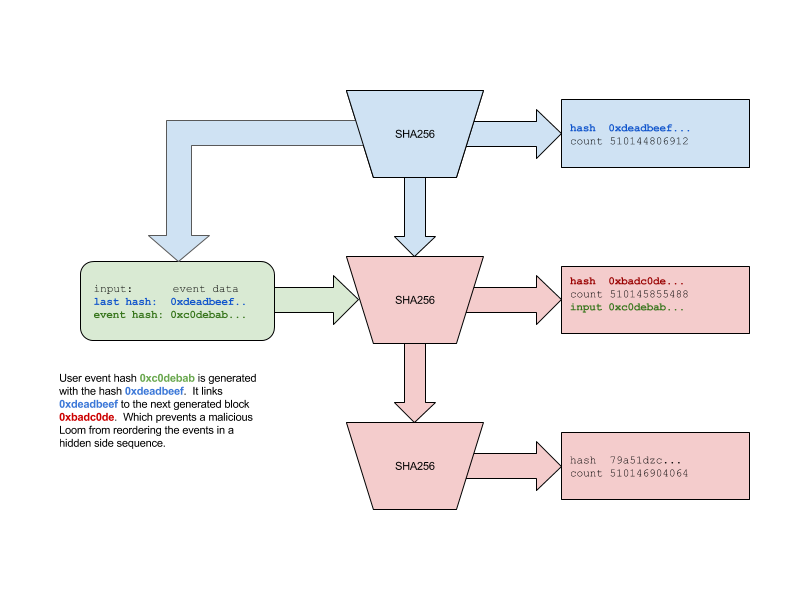 SHA256
hash  0xdeadbeef...
count 510144806912
input:     event data
last hash:  0xdeadbeef..
event hash: 0xc0debab...
SHA256
hash  0xbadc0de...
count 510145855488
input 0xc0debab...
User event hash 0xc0debab is generated
with the hash 0xdeadbeef.  It links
0xdeadbeef to the next generated block
0xbadc0de.  Which prevents a malicious
Loom from reordering the events in a
hidden side sequence.
SHA256
hash  79a51dzc...
count 510146904064